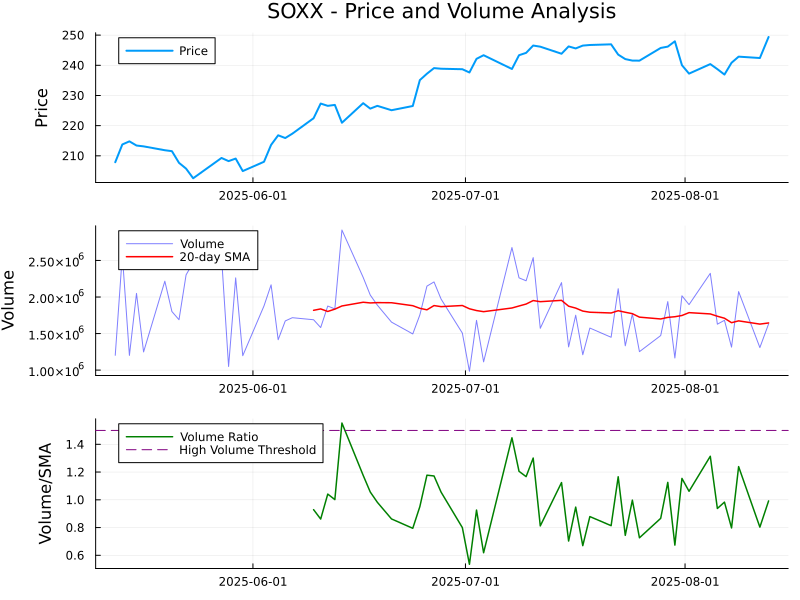 SOXX - Price and Volume Analysis
250
240
230
220
210
Price
Price
2025-06-01
2025-07-01
2025-08-01
2.50×10⁶
2.00×10⁶
1.50×10⁶
1.00×10⁶
Volume
Volume
20-day SMA
2025-06-01
2025-07-01
2025-08-01
1.4
1.2
1.0
0.8
0.6
Volume/SMA
Volume Ratio
High Volume Threshold
2025-06-01
2025-07-01
2025-08-01